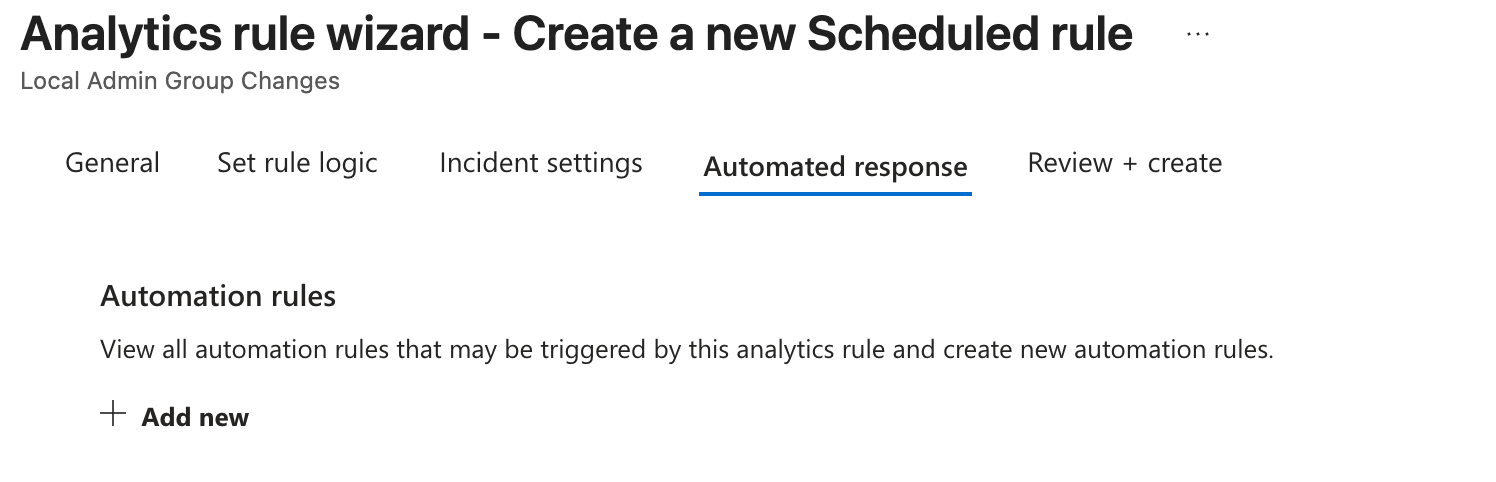 Analytics rule wizard - Create a new Scheduled rule ...
Local Admin Group Changes
General Set rule logic Incident settings Automated response Review + create
Automation rules
View all automation rules that may be triggered by this analytics rule and create new automation rules.
+ Add new